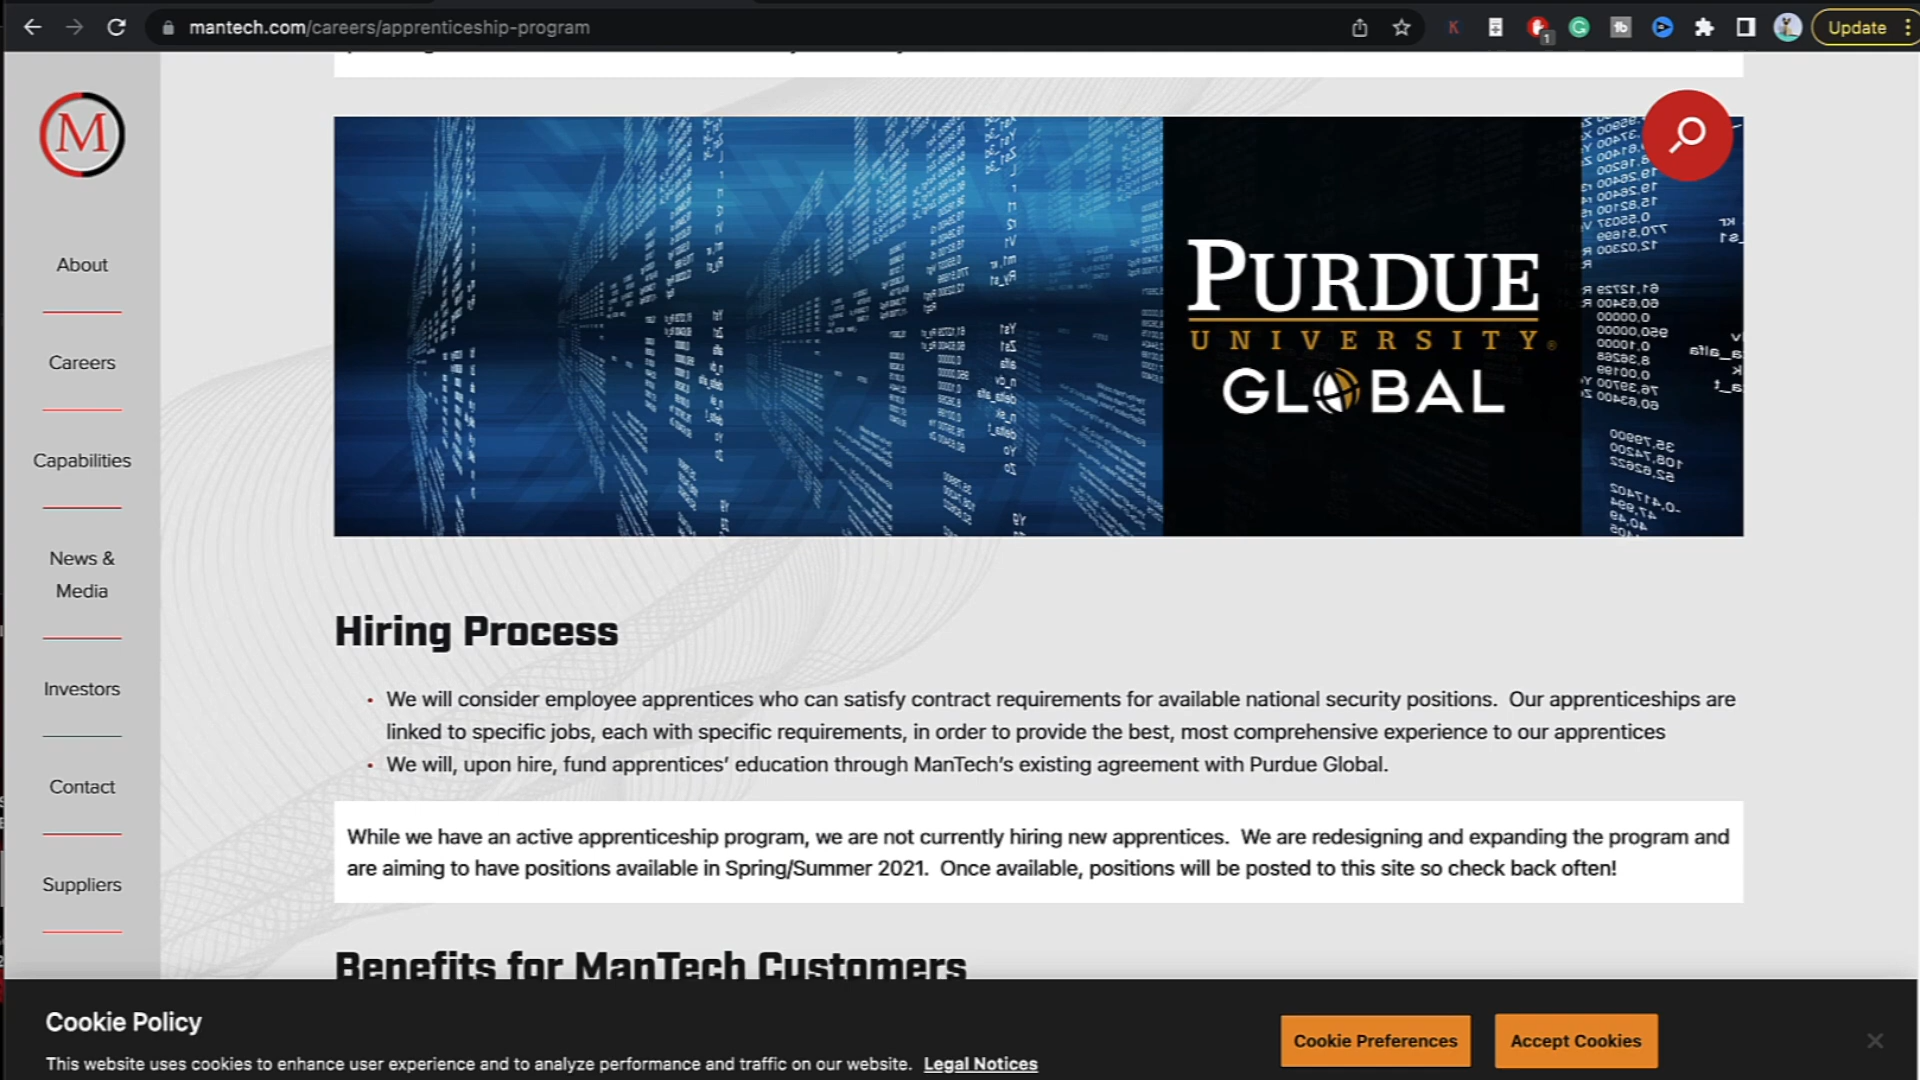 mantech.com/careers/apprenticeship-program
Update
1
M
About
Careers
Capabilities
News &
Media
Investors
Contact
Suppliers
PURDUE
UNIVERSITY®
GLOBAL
Hiring Process
We will consider employee apprentices who can satisfy contract requirements for available national security positions. Our apprenticeships are
linked to specific jobs, each with specific requirements, in order to provide the best, most comprehensive experience to our apprentices
We will, upon hire, fund apprentices’ education through ManTech’s existing agreement with Purdue Global.
While we have an active apprenticeship program, we are not currently hiring new apprentices. We are redesigning and expanding the program and
are aiming to have positions available in Spring/Summer 2021. Once available, positions will be posted to this site so check back often!
Benefits for ManTech Customers
Cookie Policy
This website uses cookies to enhance user experience and to analyze performance and traffic on our website. Legal Notices
Cookie Preferences
Accept Cookies